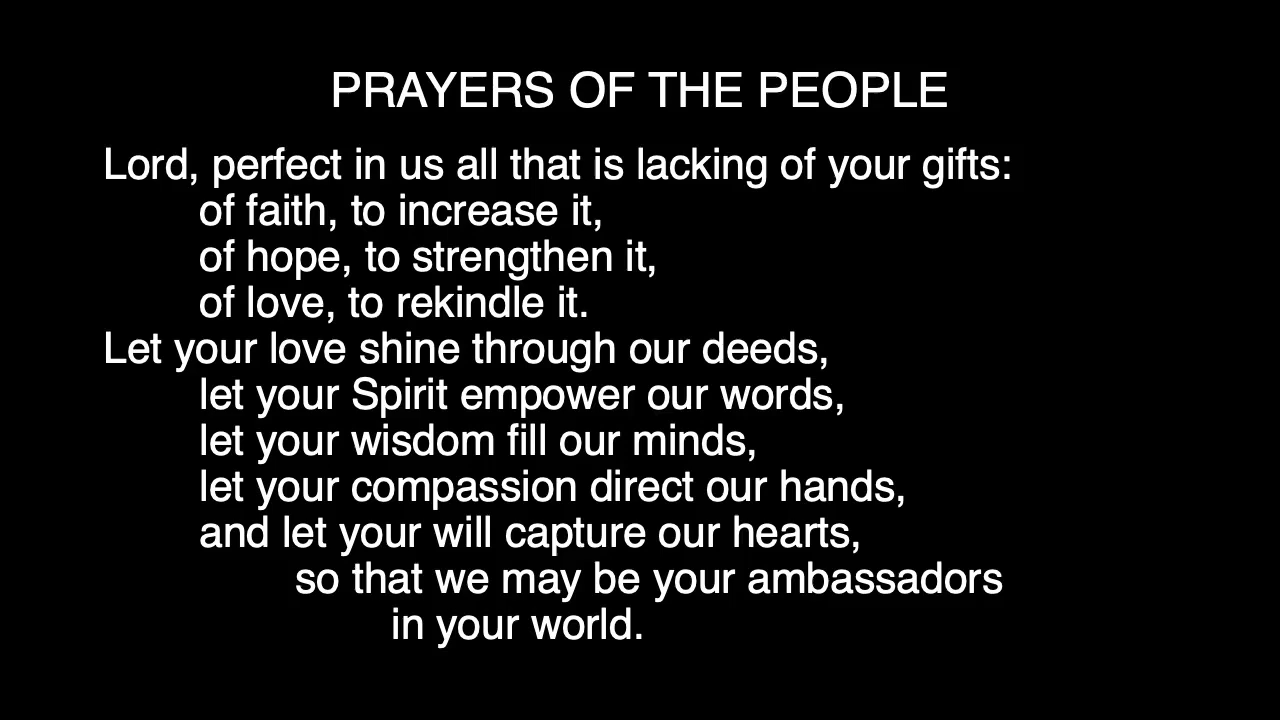 PRAYERS OF THE PEOPLE
Lord, perfect in us all that is lacking of your gifts:
of faith, to increase it,
of hope, to strengthen it,
of love, to rekindle it.
Let your love shine through our deeds,
let your Spirit empower our words,
let your wisdom fill our minds,
let your compassion direct our hands,
and let your will capture our hearts,
so that we may be your ambassadors
in your world.